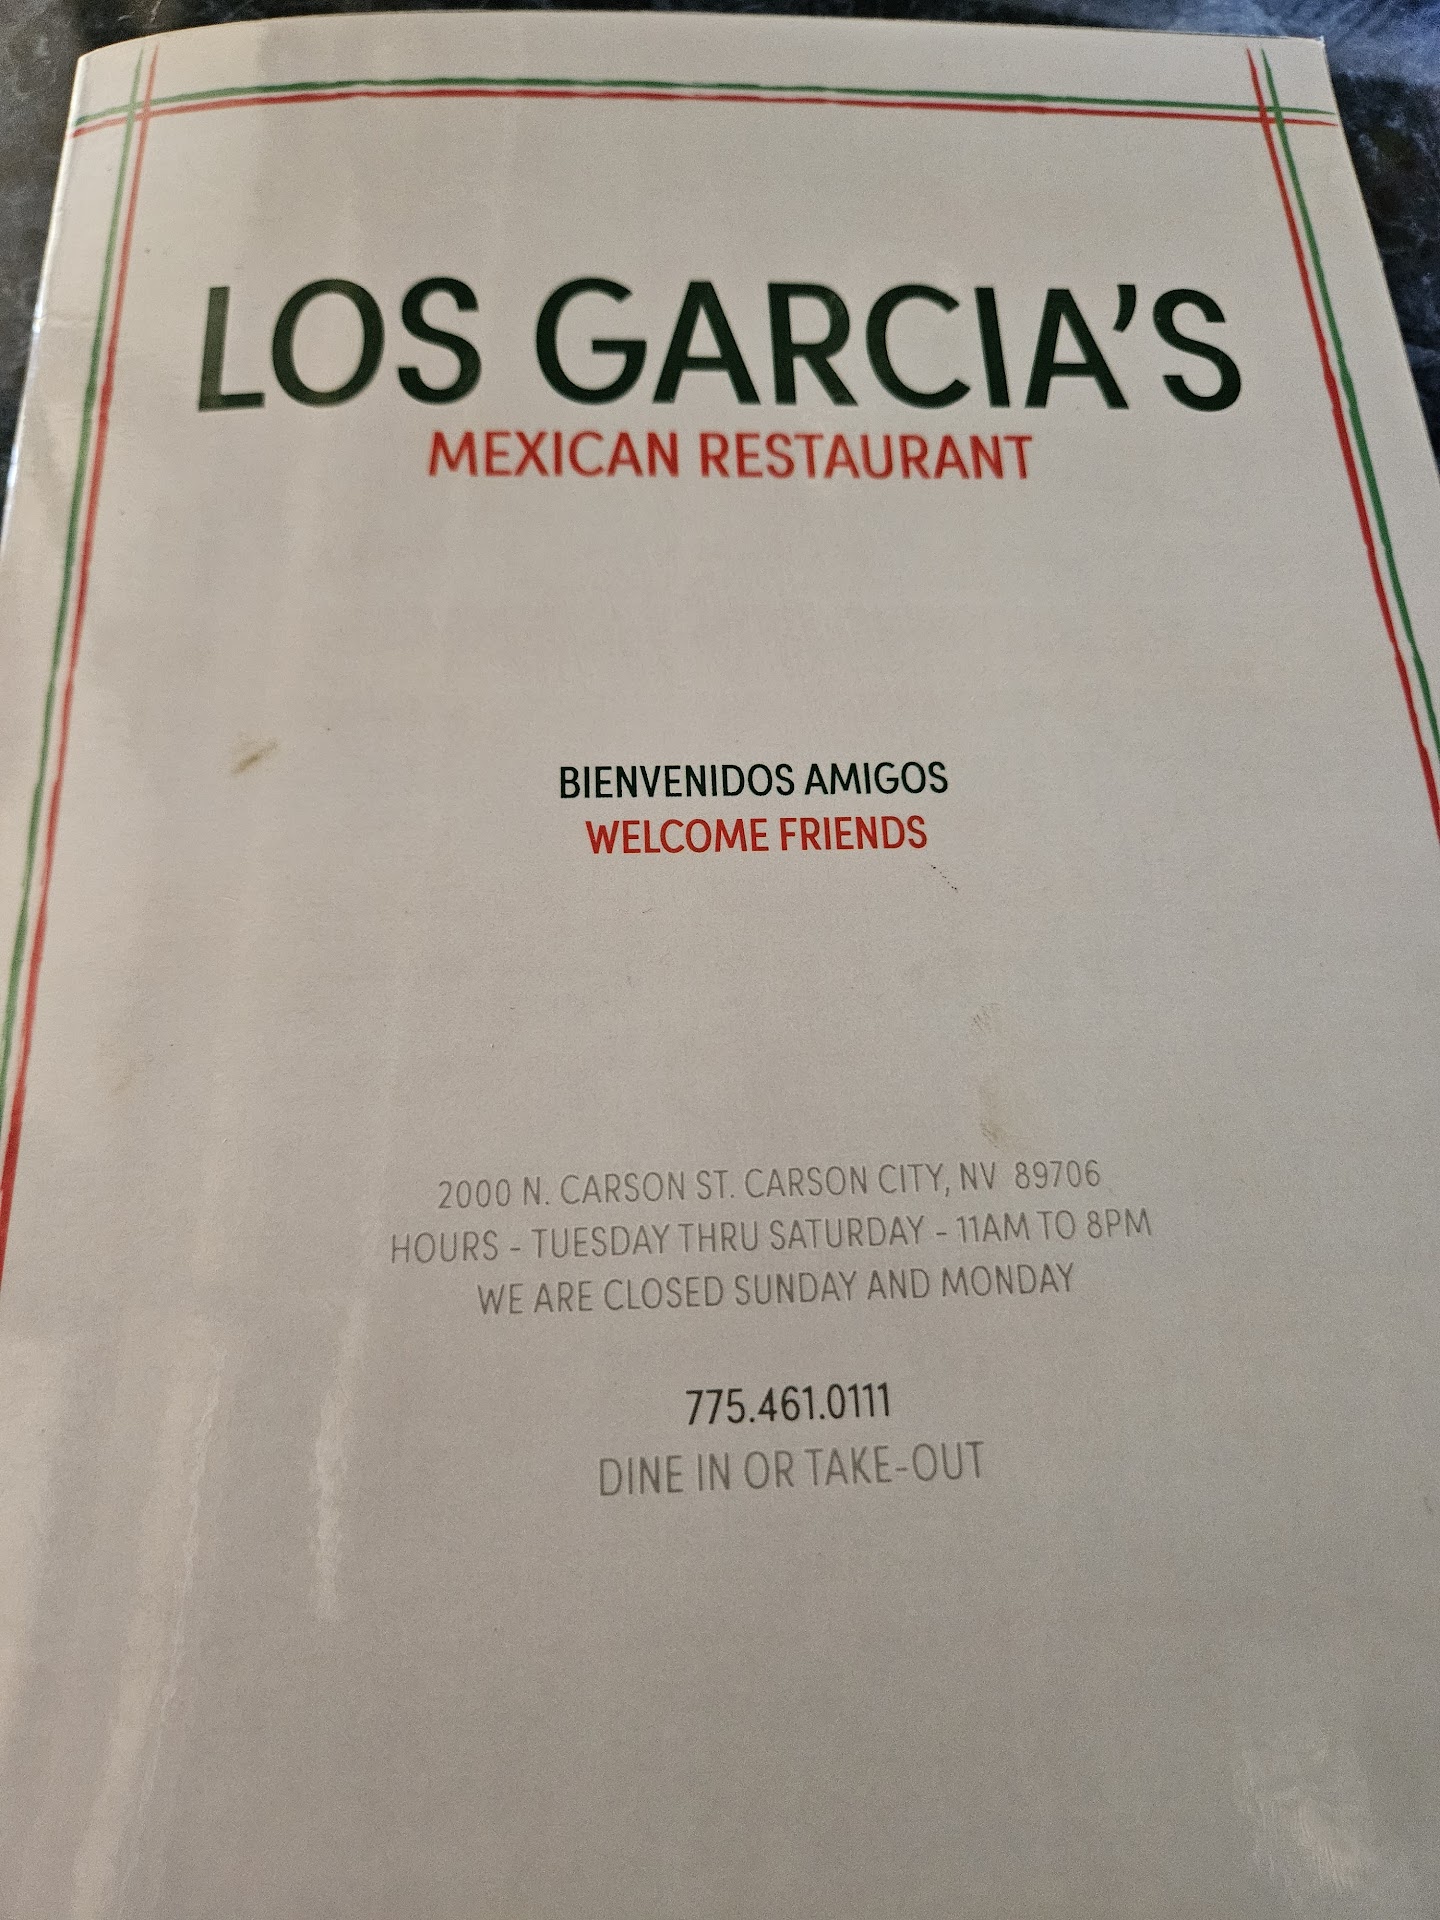 LOS GARCIA'S
MEXICAN RESTAURANT
BIENVENIDOS AMIGOS
WELCOME FRIENDS
2000 N. CARSON ST. CARSON CITY, NV 89706
HOURS - TUESDAY THRU SATURDAY - 11AM TO 8PM
WE ARE CLOSED SUNDAY AND MONDAY
775.461.0111
DINE IN OR TAKE-OUT